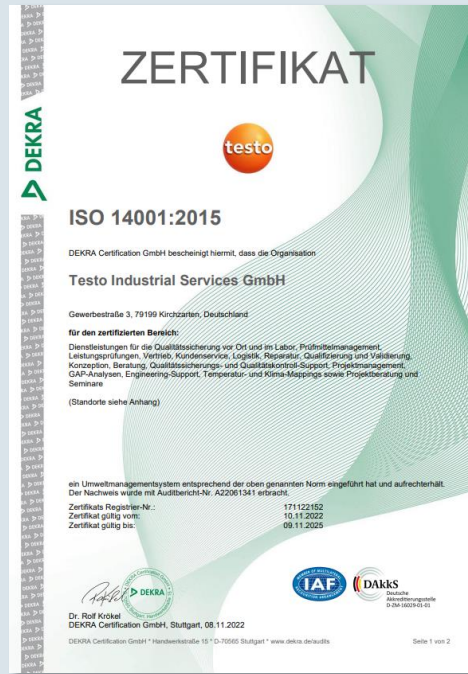 ZERTIFIKAT
testo
DEKRA
ISO 14001:2015
DEKRA Certification GmbH bescheinigt hiermit, dass die Organisation
Testo Industrial Services GmbH
Gewerbestraße 3, 79199 Kirchzarten, Deutschland
für den zertifizierten Bereich:
Dienstleistungen für die Qualitätssicherung vor Ort und im Labor, Prüfmittelmanagement,
Leistungsprüfungen, Vertrieb, Kundenservice, Logistik, Reparatur, Qualifizierung und Validierung,
Konzeption, Beratung, Qualitätssicherungs- und Qualitätskontroll-Support, Projektmanagement,
GAP-Analysen, Engineering-Support, Temperatur- und Klima-Mappings sowie Projektberatung und
Seminare
(Standorte siehe Anhang)
ein Umweltmanagementsystem entsprechend der oben genannten Norm eingeführt hat und aufrechterhält.
Der Nachweis wurde mit Auditbericht-Nr. A22061341 erbracht.
Zertifikats Registrier-Nr.: 171122152
Zertifikat gültig vom: 10.11.2022
Zertifikat gültig bis: 09.11.2025
DEKRA
IAF
DAkkS
Deutsche
Akkreditierungsstelle
D-ZM-16029-01-01
Dr. Rolf Krökel
DEKRA Certification GmbH, Stuttgart, 08.11.2022
DEKRA Certification GmbH * Handwerkstraße 15 * D-70565 Stuttgart * www.dekra.de/audits Seite 1 von 2